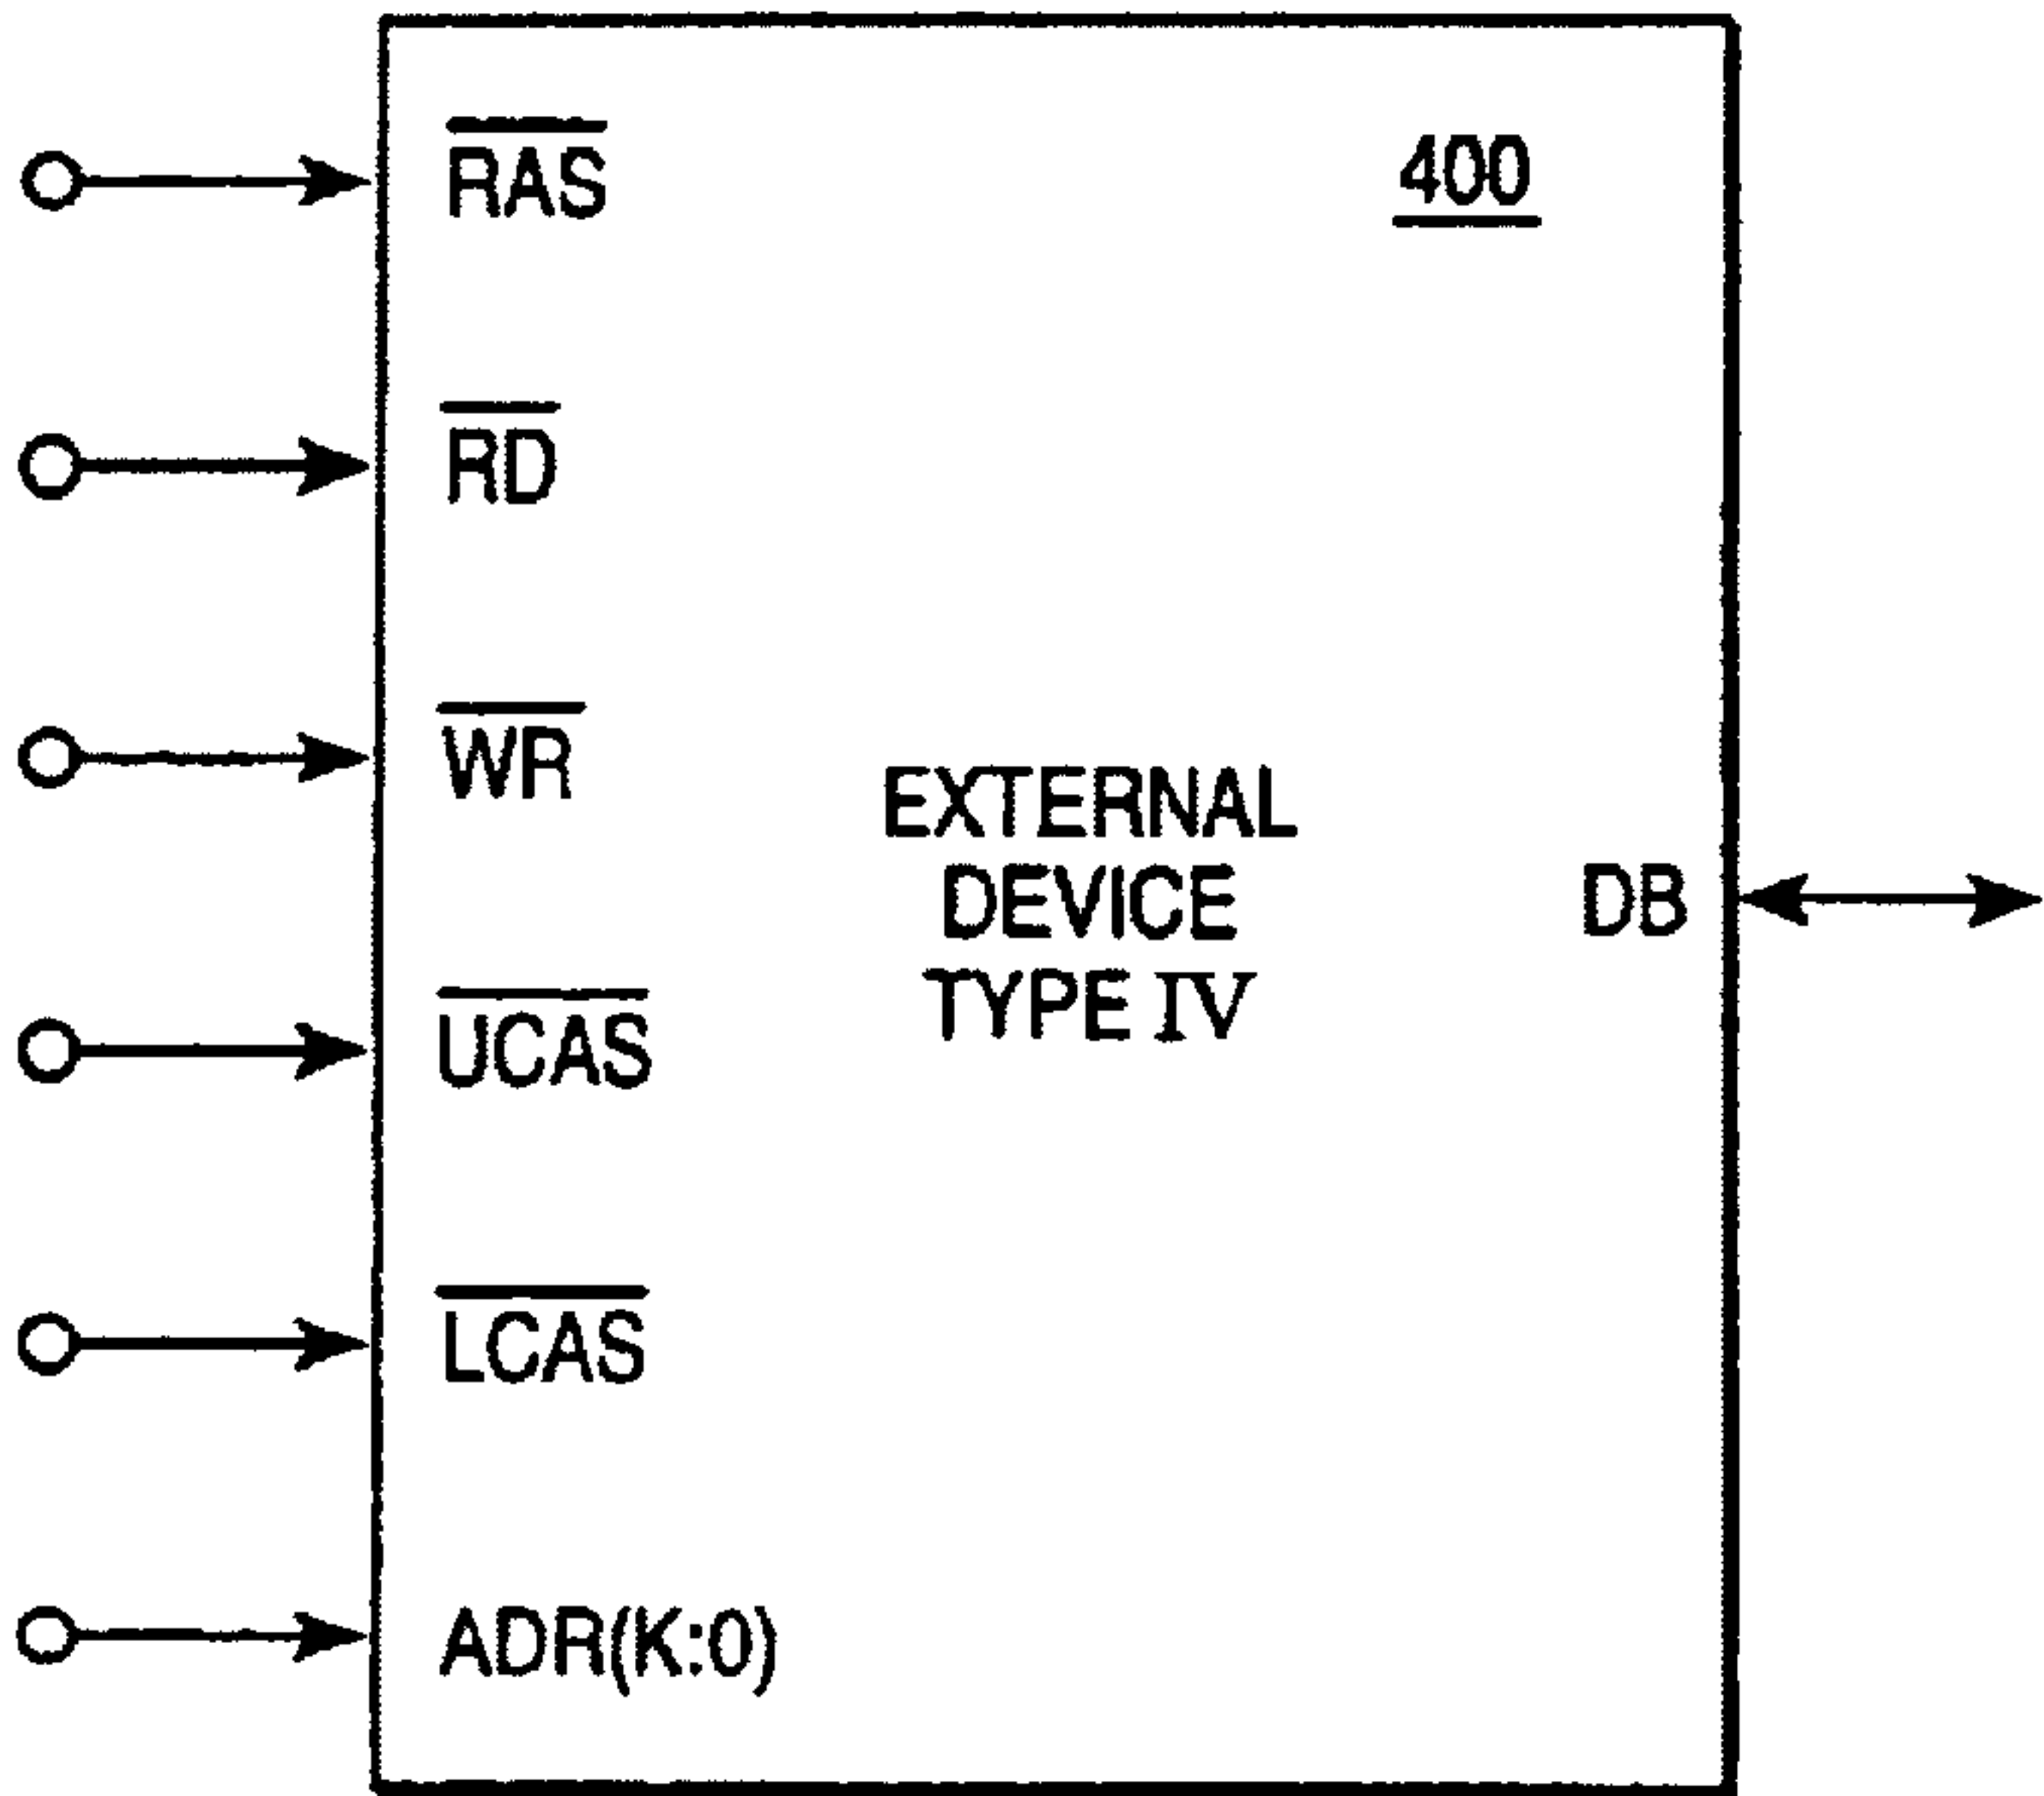 RAS
400
RD
WR
EXTERNAL
DEVICE
TYPE IV
DB
UCAS
LCAS
ADR(K:0)